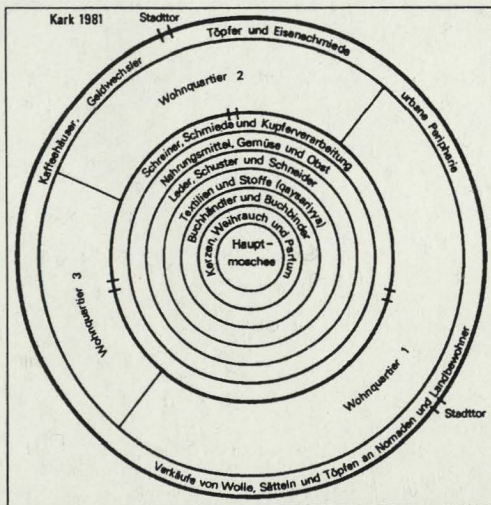 Kark 1981
Stadttor
Töpfer und Eisenschmiede
Kaffeehäuser, Geldwechsler
Wohnquartier 2
urbane Peripherie
Schreiner, Schmiede und Kupferverarbeitung
Nahrungsmittel, Gemüse und Obst
Leder, Schuster und Schneider
Textilien und Stoffe (qaysariyya)
Buchhändler und Buchbinder
Kerzen, Weihrauch und Parfum
Haupt-
moschee
Wohnquartier 3
Wohnquartier 1
Stadttor
Verkäufe von Wolle, Sätteln und Töpfen an Nomaden und Landbewohner